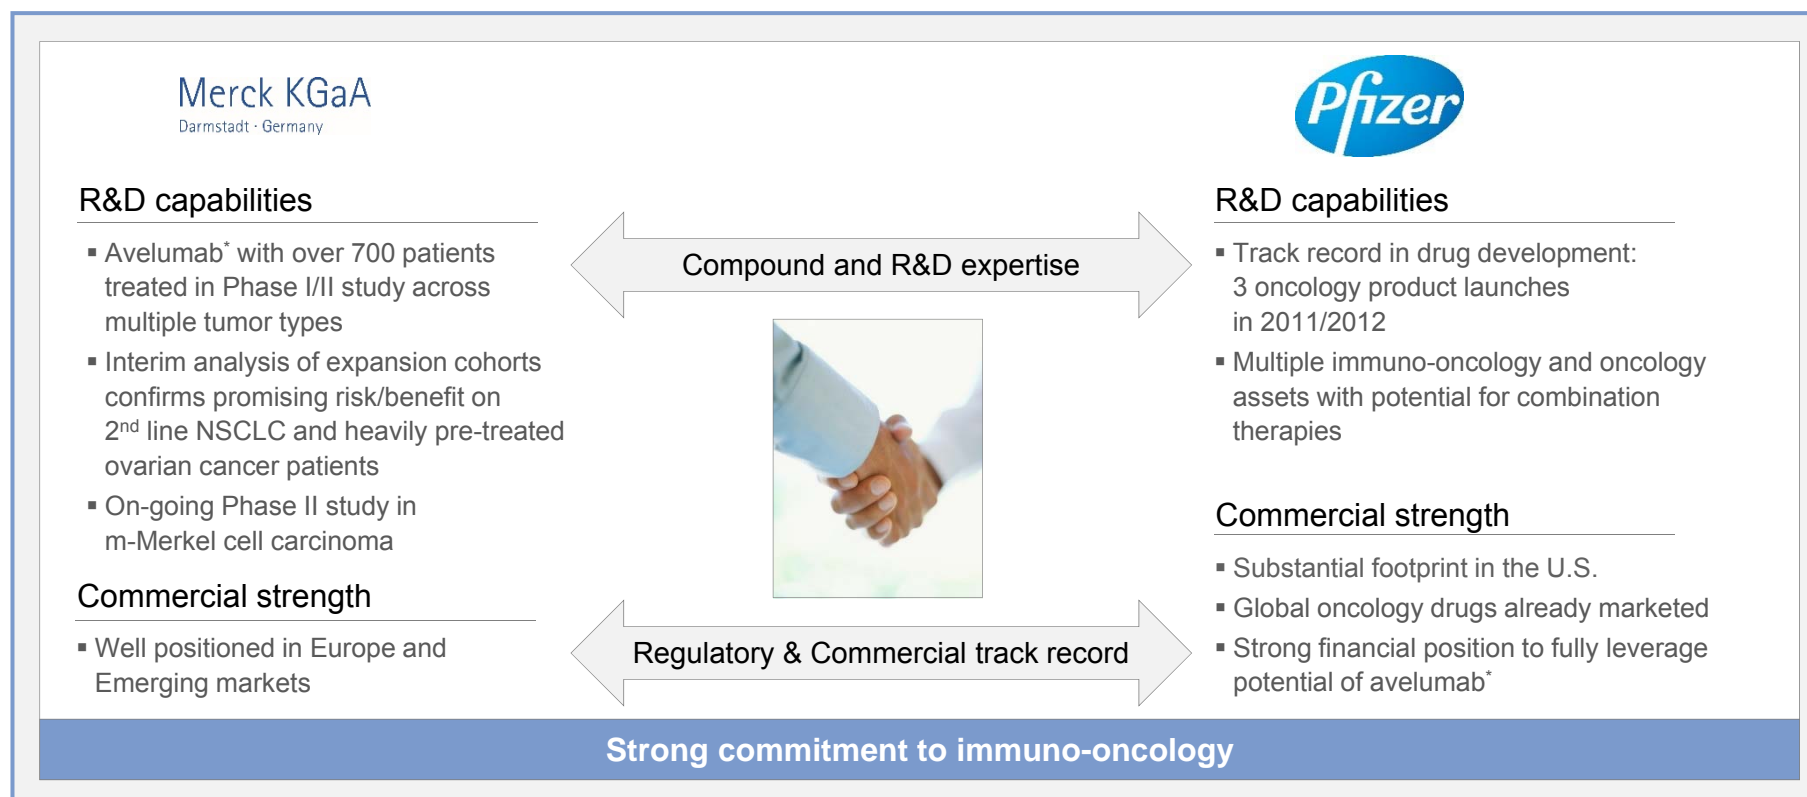 Merck KGaA
Darmstadt · Germany
R&D capabilities
▪ Avelumab* with over 700 patients
treated in Phase I/II study across
multiple tumor types
▪ Interim analysis of expansion cohorts
confirms promising risk/benefit on
2nd line NSCLC and heavily pre-treated
ovarian cancer patients
▪ On-going Phase II study in
m-Merkel cell carcinoma
Commercial strength
▪ Well positioned in Europe and
Emerging markets
Compound and R&D expertise
Regulatory & Commercial track record
Pfizer
R&D capabilities
▪ Track record in drug development:
3 oncology product launches
in 2011/2012
▪ Multiple immuno-oncology and oncology
assets with potential for combination
therapies
Commercial strength
▪ Substantial footprint in the U.S.
▪ Global oncology drugs already marketed
▪ Strong financial position to fully leverage
potential of avelumab*
Strong commitment to immuno-oncology